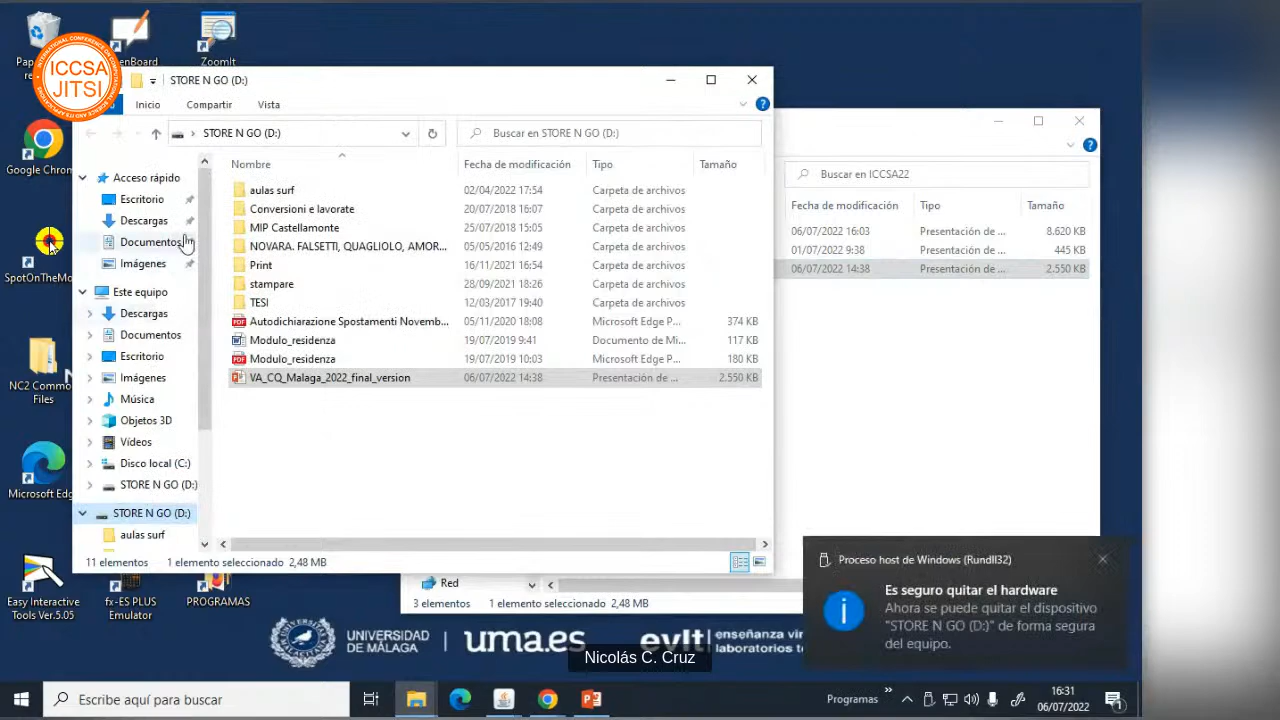 Pap
re
enBoard
ZoomIt
INTERNATIONAL CONFERENCE ON COMPUTATIONAL SCIENCE AND ITS APPLICATIONS
ICCSA
JITSI
STORE N GO (D:)
Inicio
Compartir
Vista
STORE N GO (D:)
Buscar en STORE N GO (D:)
Nombre
Fecha de modificación
Tipo
Tamaño
aulas surf
02/04/2022 17:54
Carpeta de archivos
Conversioni e lavorate
20/07/2018 16:07
Carpeta de archivos
MIP Castellamonte
25/07/2018 15:05
Carpeta de archivos
NOVARA. FALSETTI, QUAGLIOLO, AMOR...
05/05/2016 12:49
Carpeta de archivos
Print
16/11/2021 16:54
Carpeta de archivos
stampare
28/09/2021 18:26
Carpeta de archivos
TESI
12/03/2017 19:40
Carpeta de archivos
PDF Autodichiarazione Spostamenti Novemb...
05/11/2020 18:08
Microsoft Edge P...
374 KB
Modulo_residenza
19/07/2019 9:41
Documento de Mi...
117 KB
PDF Modulo_residenza
19/07/2019 10:03
Microsoft Edge P...
180 KB
VA_CQ_Malaga_2022_final_version
06/07/2022 14:38
Presentación de ...
2.550 KB
Acceso rápido
Escritorio
Descargas
Documentos
Imágenes
Este equipo
Descargas
Documentos
Escritorio
Imágenes
Música
Objetos 3D
Vídeos
Disco local (C:)
STORE N GO (D:)
STORE N GO (D:)
aulas surf
11 elementos
1 elemento seleccionado 2,48 MB
Buscar en ICCSA22
Fecha de modificación
Tipo
Tamaño
06/07/2022 16:03
Presentación de ...
8.620 KB
01/07/2022 9:38
Presentación de ...
445 KB
06/07/2022 14:38
Presentación de ...
2.550 KB
Red
3 elementos
1 elemento seleccionado 2,48 MB
Google Chrom
SpotOnTheMo
NC2 Commo
Files
Microsoft Edg
Easy Interactive
Tools Ver.5.05
fx-ES PLUS
Emulator
PROGRAMAS
Proceso host de Windows (Rundll32)
Es seguro quitar el hardware
Ahora se puede quitar el dispositivo
"STORE N GO (D:)" de forma segura
del equipo.
UNIVERSIDAD
DE MÁLAGA
uma.es
evlt
enseñanza vir
laboratorios t
Nicolás C. Cruz
Escribe aquí para buscar
Programas
16:31
06/07/2022
1